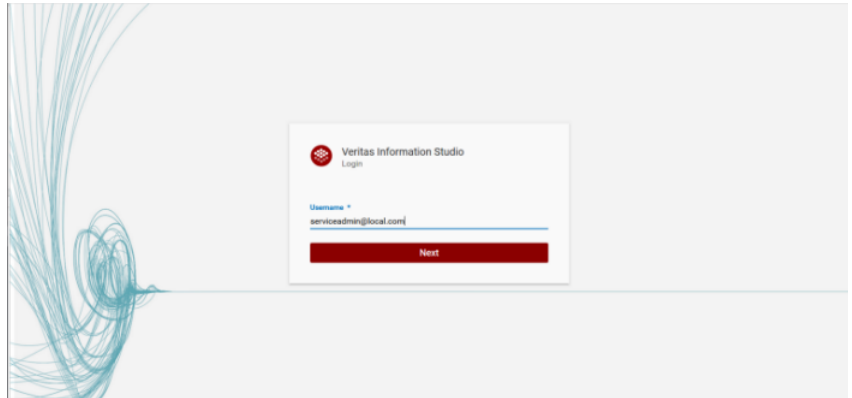 Veritas Information Studio
Login
Username *
serviceadmin@local.com
Next